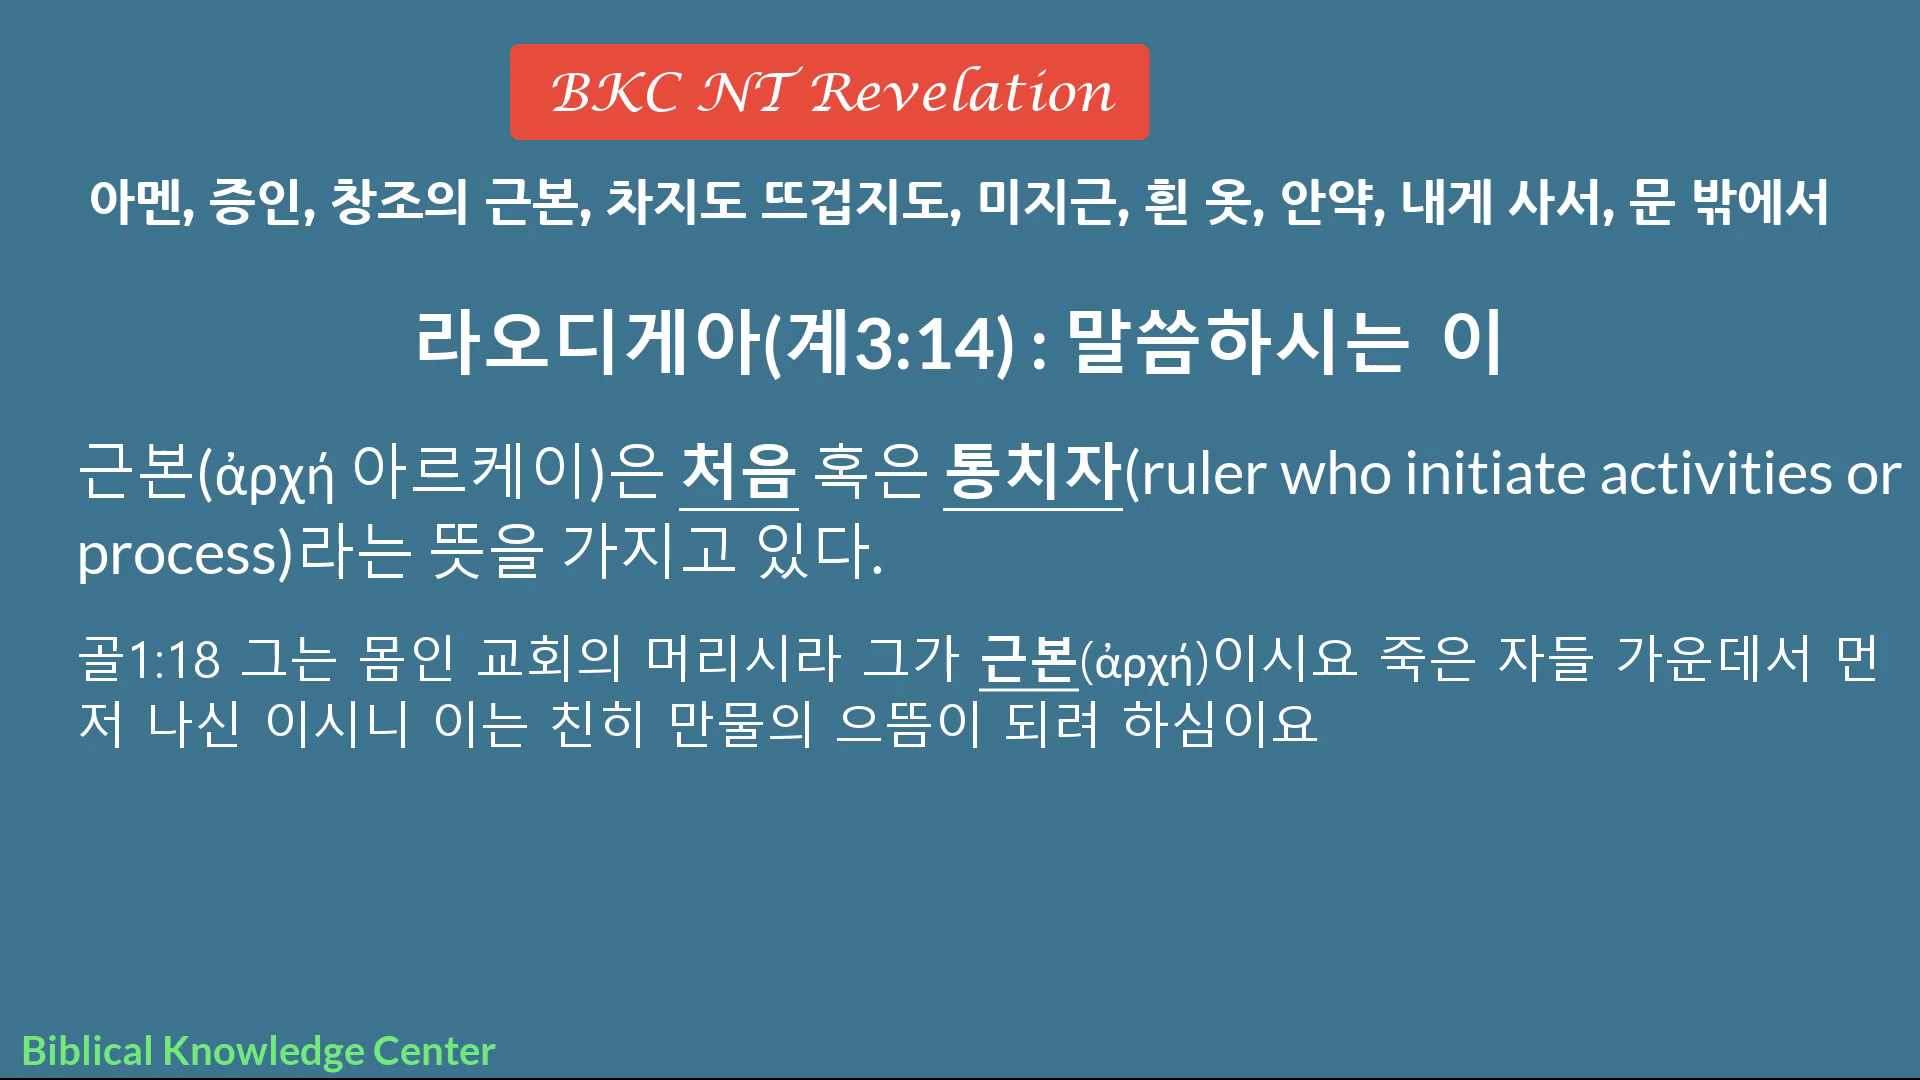 BKC NT Revelation
아멘, 증인, 창조의 근본, 차지도 뜨겁지도, 미지근, 흰 옷, 안약, 내게 사서, 문 밖에서
라오디게아(계3:14) : 말씀하시는 이
근본(ἀρχή 아르케이)은 처음 혹은 통치자(ruler who initiate activities or
process)라는 뜻을 가지고 있다.
골1:18 그는 몸인 교회의 머리시라 그가 근본(ἀρχή)이시요 죽은 자들 가운데서 먼
저 나신 이시니 이는 친히 만물의 으뜸이 되려 하심이요
Biblical Knowledge Center